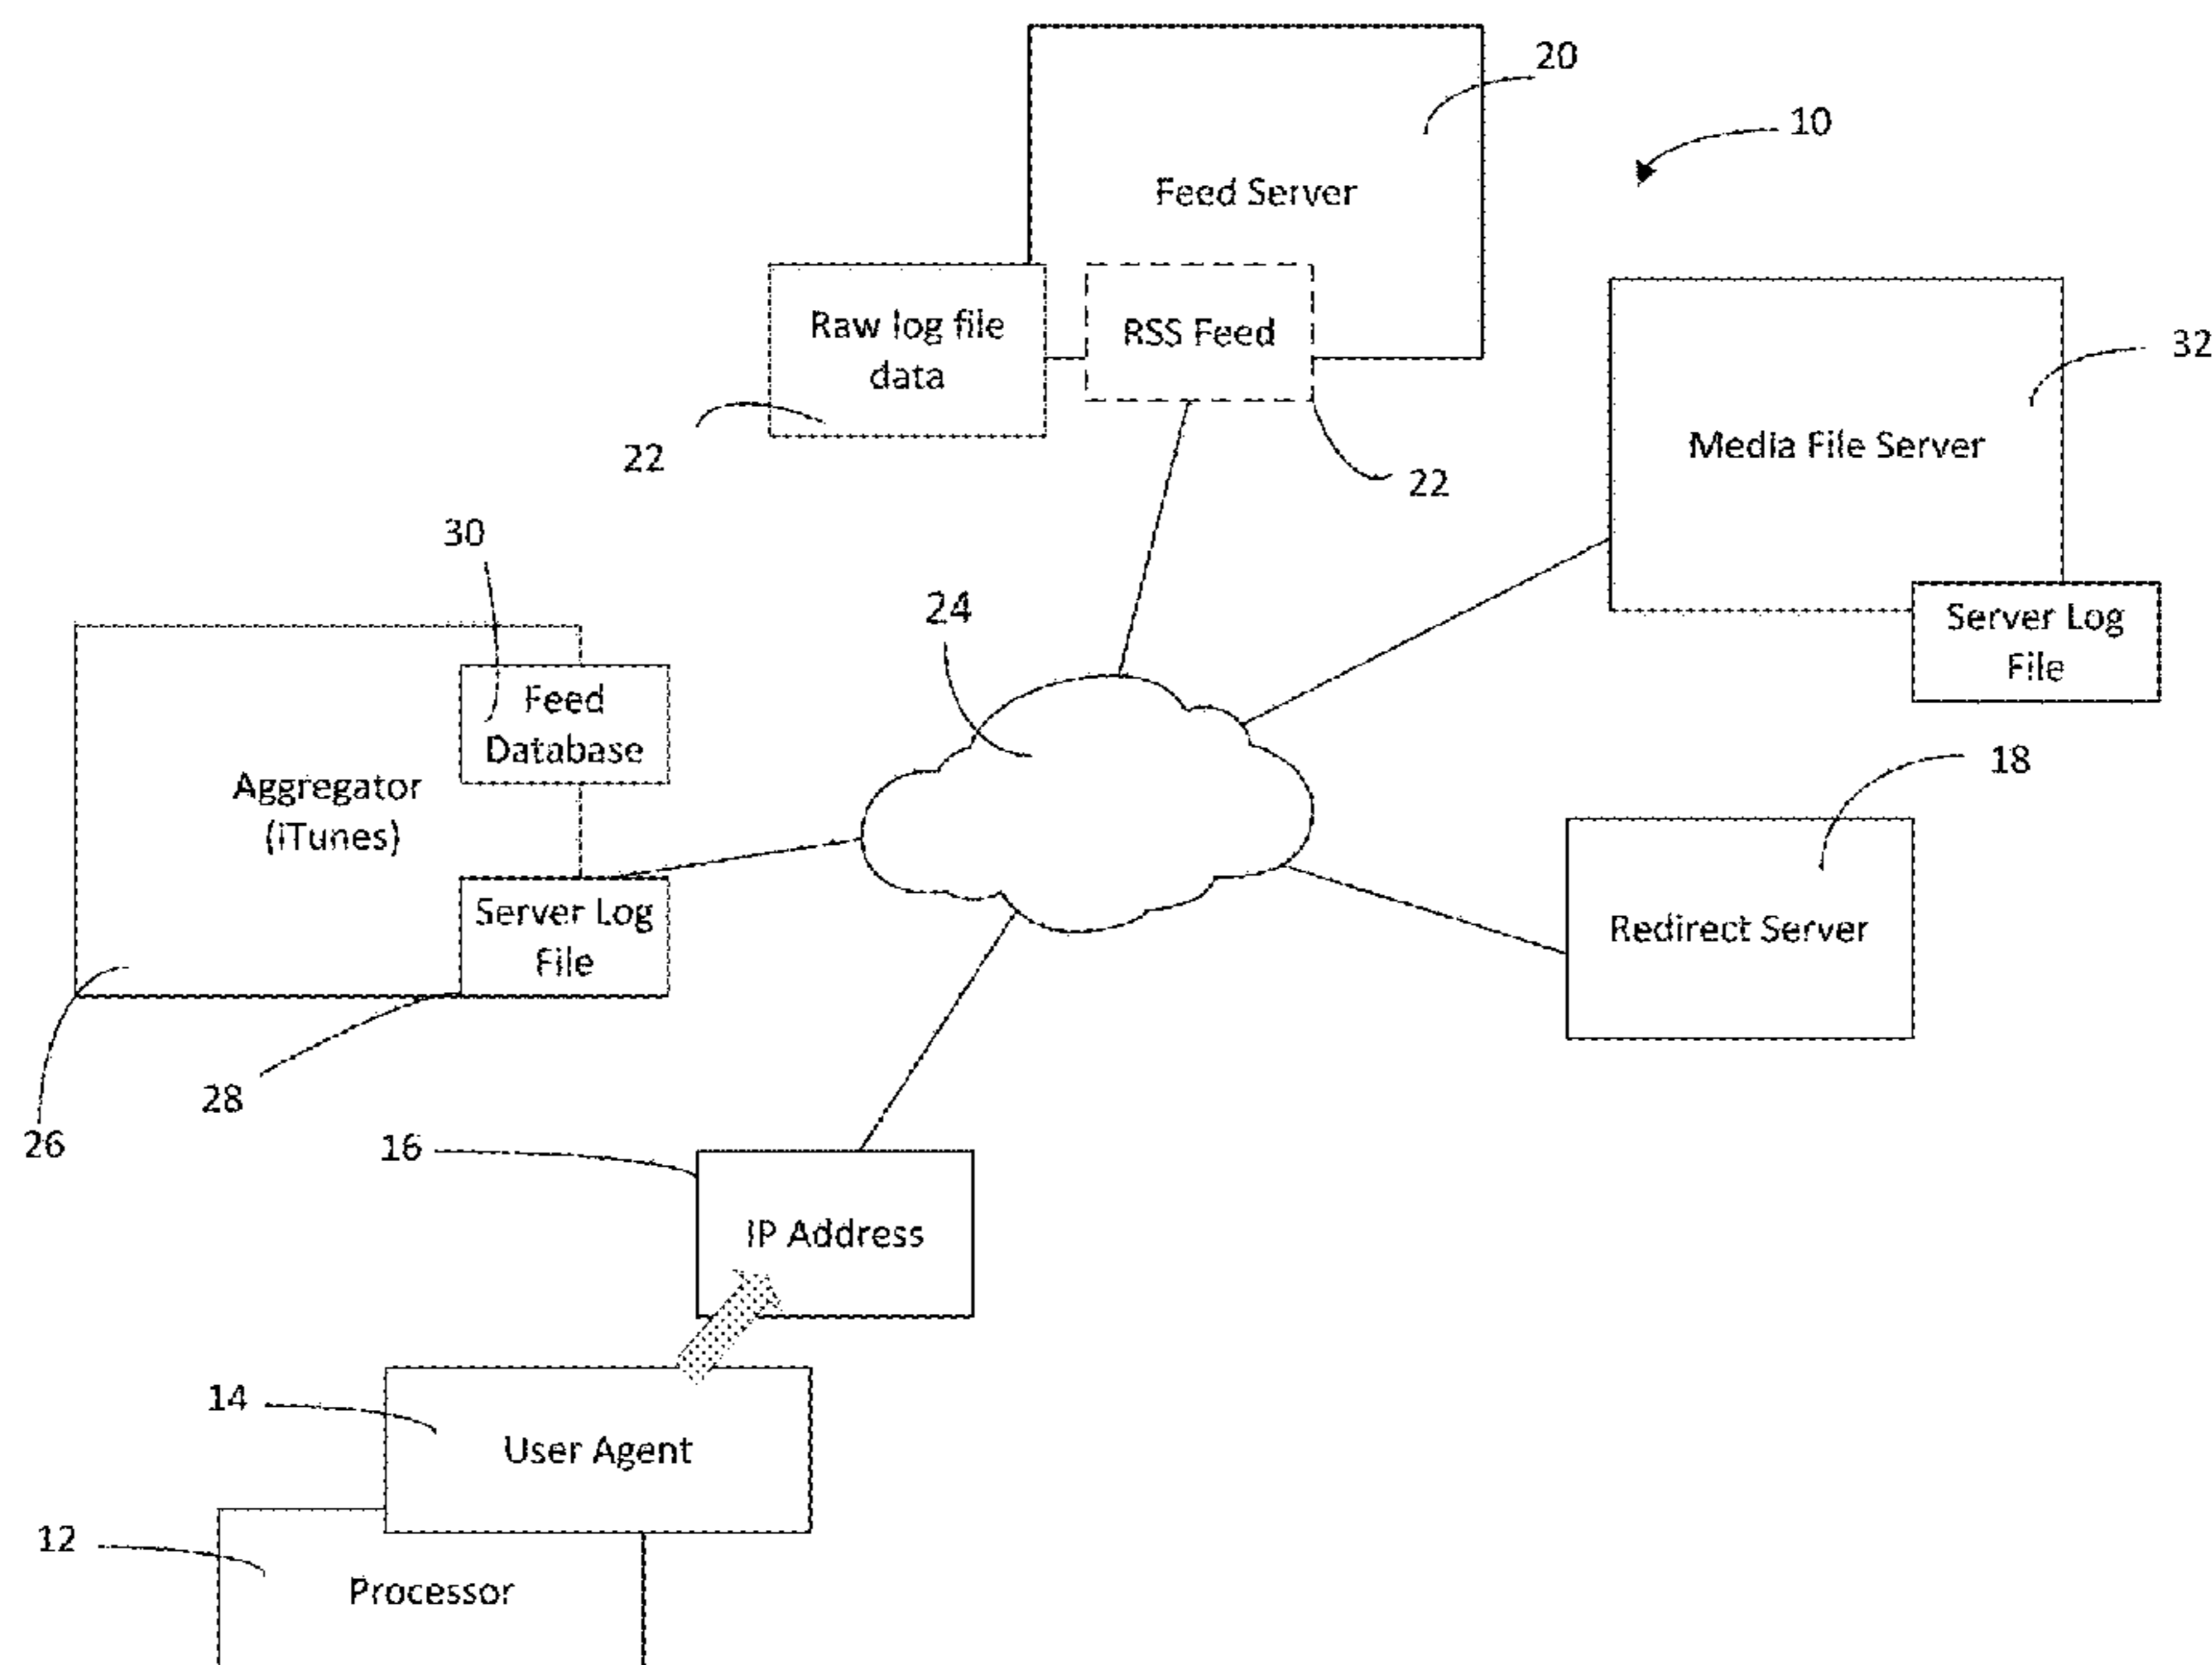 20
10
Feed Server
Raw log file
data
RSS Feed
22
22
32
Media File Server
Server Log
File
30
24
Feed
Database
Aggregator
(iTunes)
Server Log
File
18
Redirect Server
28
26
16
IP Address
14
User Agent
12
Processor